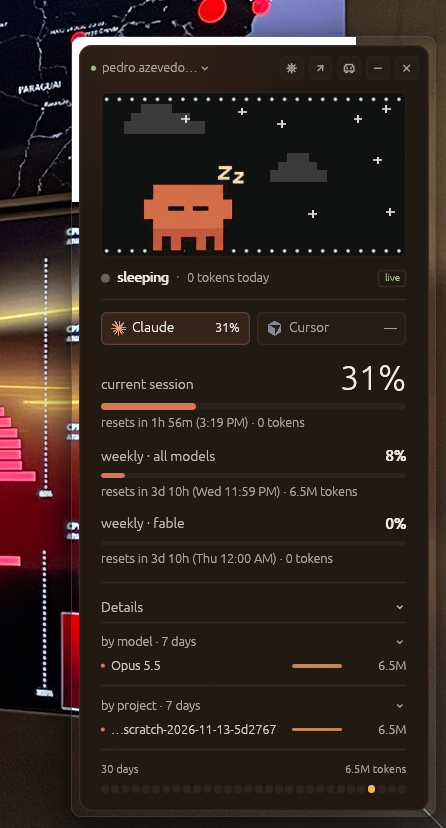 PARAGUAI
pedro.azevedo...
zz
sleeping · 0 tokens today
live
Claude 31%
Cursor —
current session 31%
resets in 1h 56m (3:19 PM) · 0 tokens
weekly · all models 8%
resets in 3d 10h (Wed 11:59 PM) · 6.5M tokens
weekly · fable 0%
resets in 3d 10h (Thu 12:00 AM) · 0 tokens
Details
by model · 7 days
Opus 5.5 6.5M
by project · 7 days
...scratch-2026-11-13-5d2767 6.5M
30 days 6.5M tokens